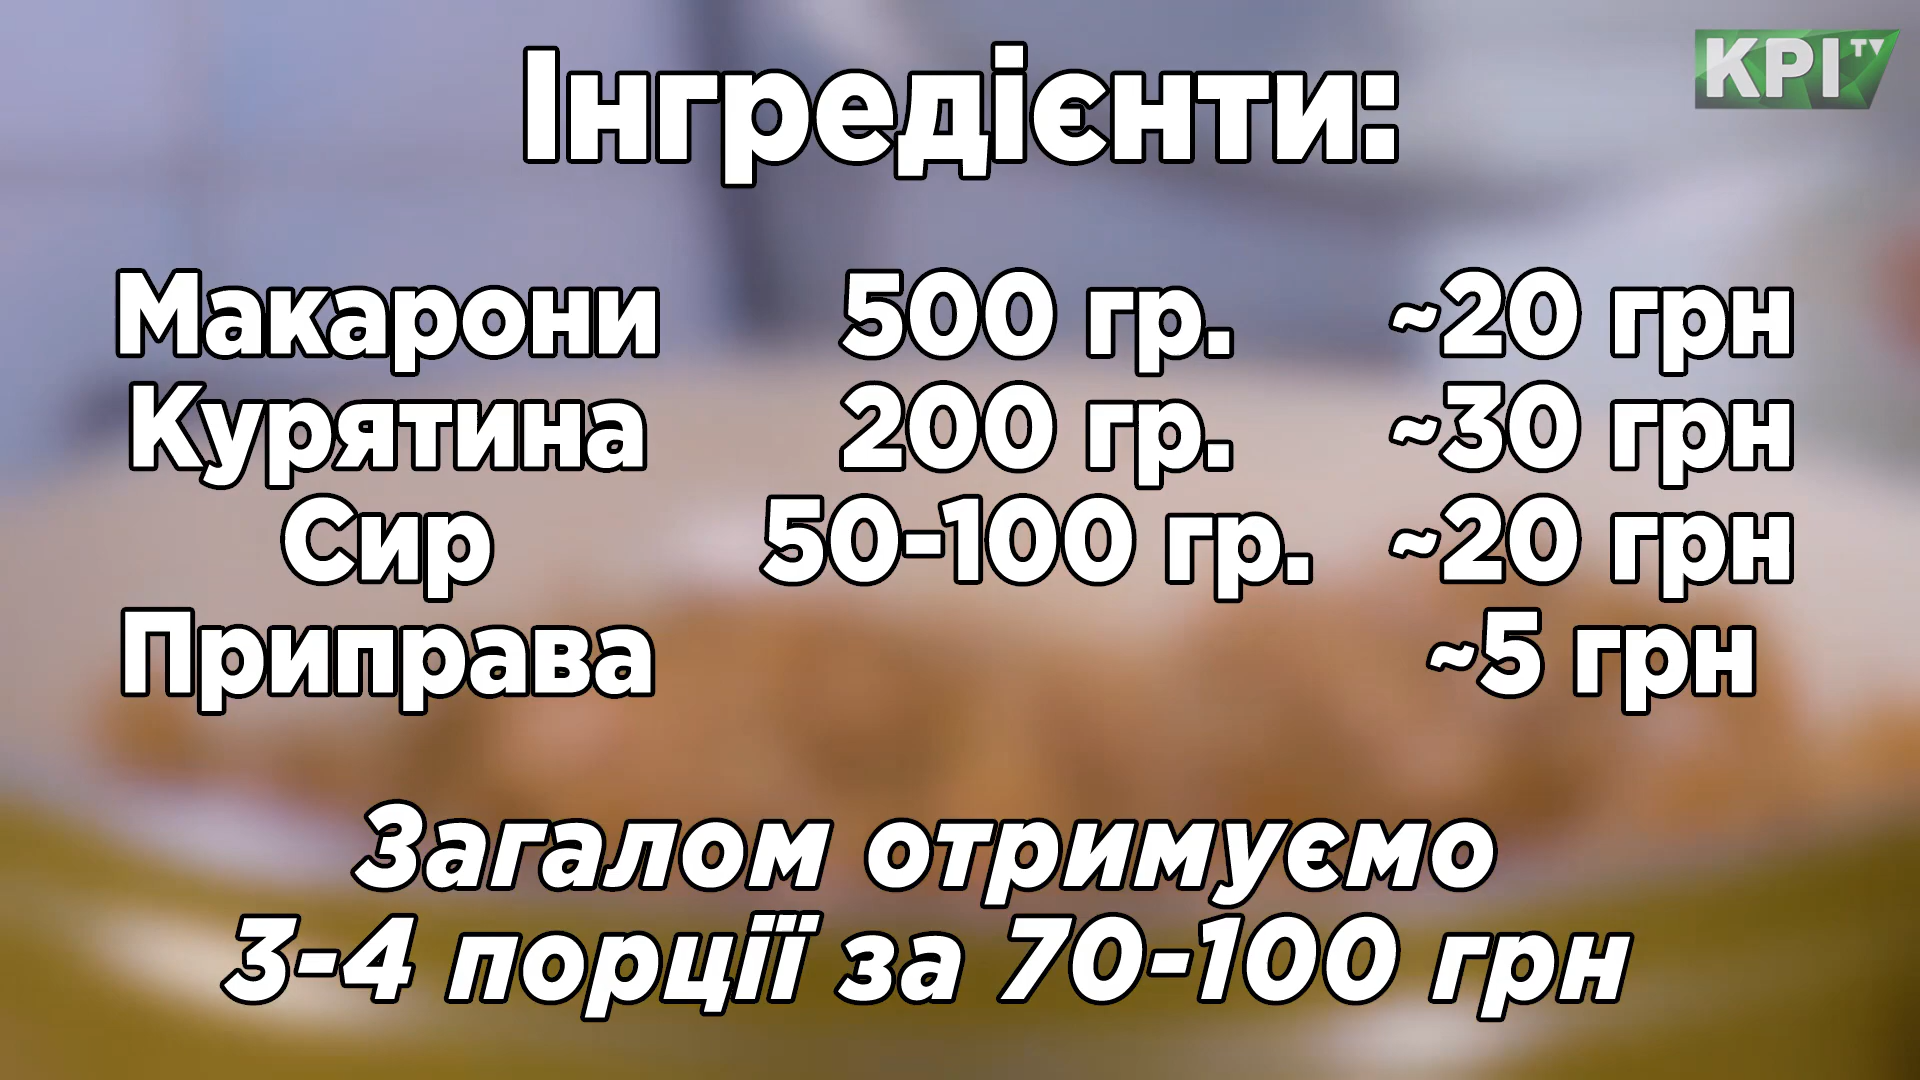 Інгредієнти:
KPI TV
Макарони 500 гр. ~20 грн
Курятина 200 гр. ~30 грн
Сир 50-100 гр. ~20 грн
Приправа ~5 грн
Загалом отримуємо
3-4 порції за 70-100 грн